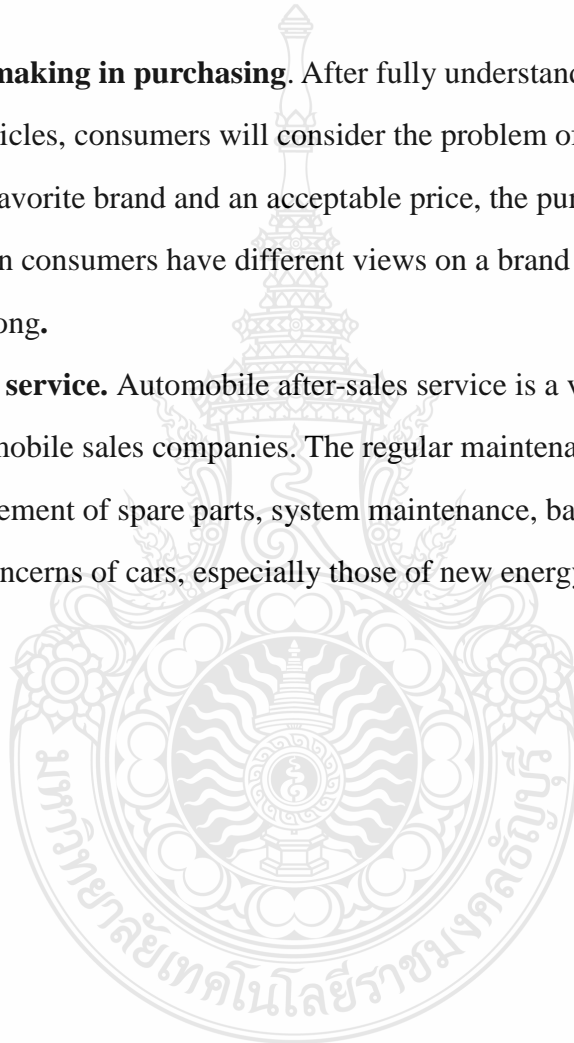 making in purchasing. After fully understand
icles, consumers will consider the problem of
avorite brand and an acceptable price, the pur
n consumers have different views on a brand
ong.
service. Automobile after-sales service is a v
nobile sales companies. The regular maintena
ement of spare parts, system maintenance, ba
ncerns of cars, especially those of new energy
มหาวิทยาลัยเทคโนโลยีราชมงคลธัญบุรี